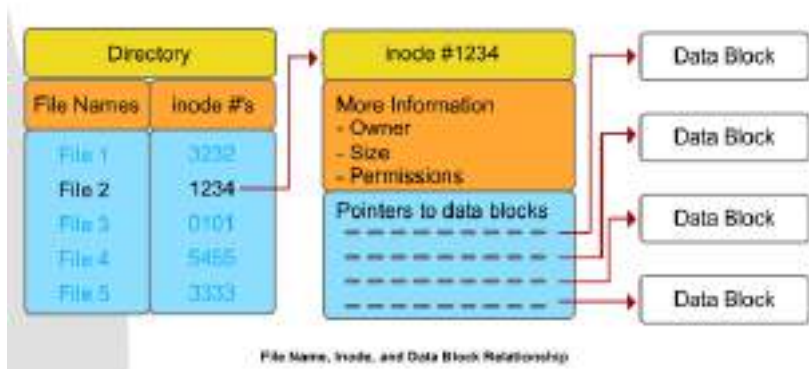 Directory
File Names inode #'s
File 1 3232
File 2 1234
File 3 0101
File 4 5455
File 5 3333
inode #1234
More Information
- Owner
- Size
- Permissions
Pointers to data blocks
Data Block
Data Block
Data Block
Data Block
File Name, Inode, and Data Block Relationship